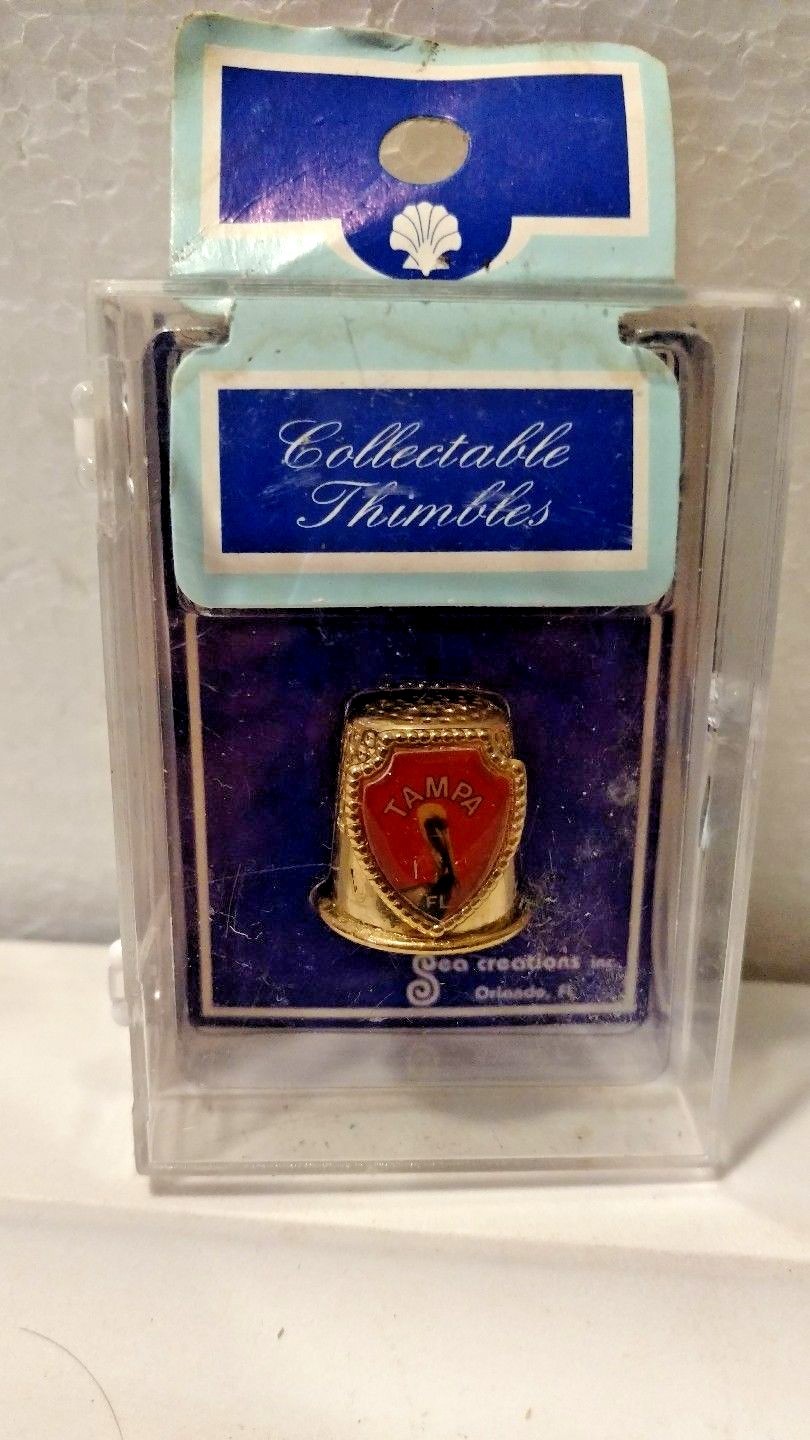 Collectable
Thimbles
TAMPA
FL
Sea creations inc.
Orlando, FL